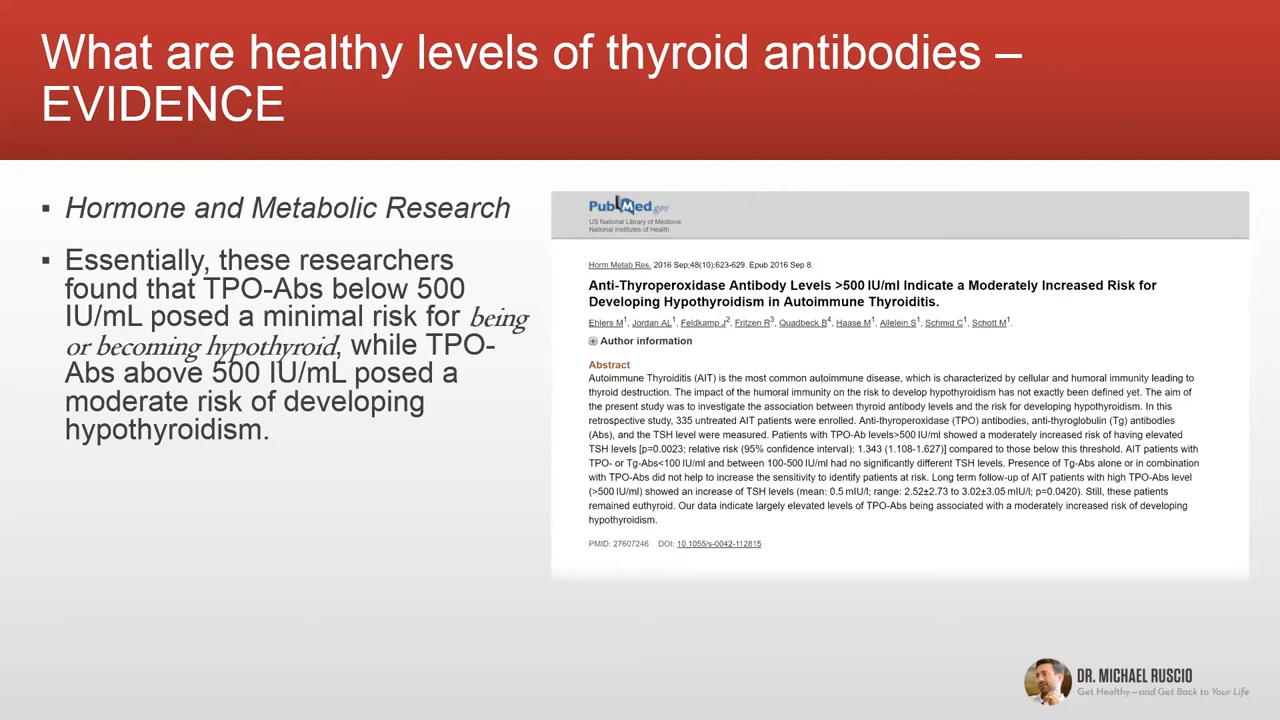 What are healthy levels of thyroid antibodies –
EVIDENCE
▪ Hormone and Metabolic Research
▪ Essentially, these researchers
found that TPO-Abs below 500
IU/mL posed a minimal risk for being
or becoming hypothyroid, while TPO-
Abs above 500 IU/mL posed a
moderate risk of developing
hypothyroidism.
PubMed.gov
US National Library of Medicine
National Institutes of Health
Horm Metab Res. 2016 Sep;48(10):623-629. Epub 2016 Sep 8.
Anti-Thyroperoxidase Antibody Levels >500 IU/ml Indicate a Moderately Increased Risk for
Developing Hypothyroidism in Autoimmune Thyroiditis.
Ehlers M1, Jordan AL1, Feldkamp J2, Fritzen R3, Quadbeck B4, Haase M1, Allelein S1, Schmid C1, Schott M1.
Author information
Abstract
Autoimmune Thyroiditis (AIT) is the most common autoimmune disease, which is characterized by cellular and humoral immunity leading to
thyroid destruction. The impact of the humoral immunity on the risk to develop hypothyroidism has not exactly been defined yet. The aim of
the present study was to investigate the association between thyroid antibody levels and the risk for developing hypothyroidism. In this
retrospective study, 335 untreated AIT patients were enrolled. Anti-thyroperoxidase (TPO) antibodies, anti-thyroglobulin (Tg) antibodies
(Abs), and the TSH level were measured. Patients with TPO-Ab levels>500 IU/ml showed a moderately increased risk of having elevated
TSH levels [p=0.0023; relative risk (95% confidence interval): 1.343 (1.108-1.627)] compared to those below this threshold. AIT patients with
TPO- or Tg-Abs<100 IU/ml and between 100-500 IU/ml had no significantly different TSH levels. Presence of Tg-Abs alone or in combination
with TPO-Abs did not help to increase the sensitivity to identify patients at risk. Long term follow-up of AIT patients with high TPO-Abs level
(>500 IU/ml) showed an increase of TSH levels (mean: 0.5 mIU/l; range: 2.52±2.73 to 3.02±3.05 mIU/l; p=0.0420). Still, these patients
remained euthyroid. Our data indicate largely elevated levels of TPO-Abs being associated with a moderately increased risk of developing
hypothyroidism.
PMID: 27607246 DOI: 10.1055/s-0042-112815
DR. MICHAEL RUSCIO
Get Healthy—and Get Back to Your Life